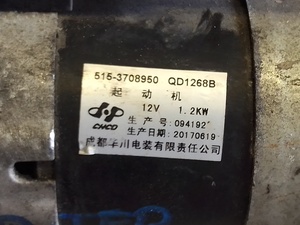 515-3708950 QD1268B
起动机
12V 1.2KW
CHCD
生产号: 094192
生产日期: 20170619
成都华川电装有限责任公司